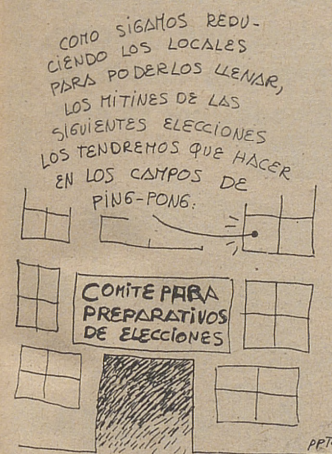 COMO SIGAMOS REDU-
CIENDO LOS LOCALES
PARA PODERLOS LLENAR,
LOS MITINES DE LAS
SIGUIENTES ELECCIONES
LOS TENDREMOS QUE HACER
EN LOS CAMPOS DE
PING-PONG.
COMITE PARA
PREPARATIVOS
DE ELECCIONES